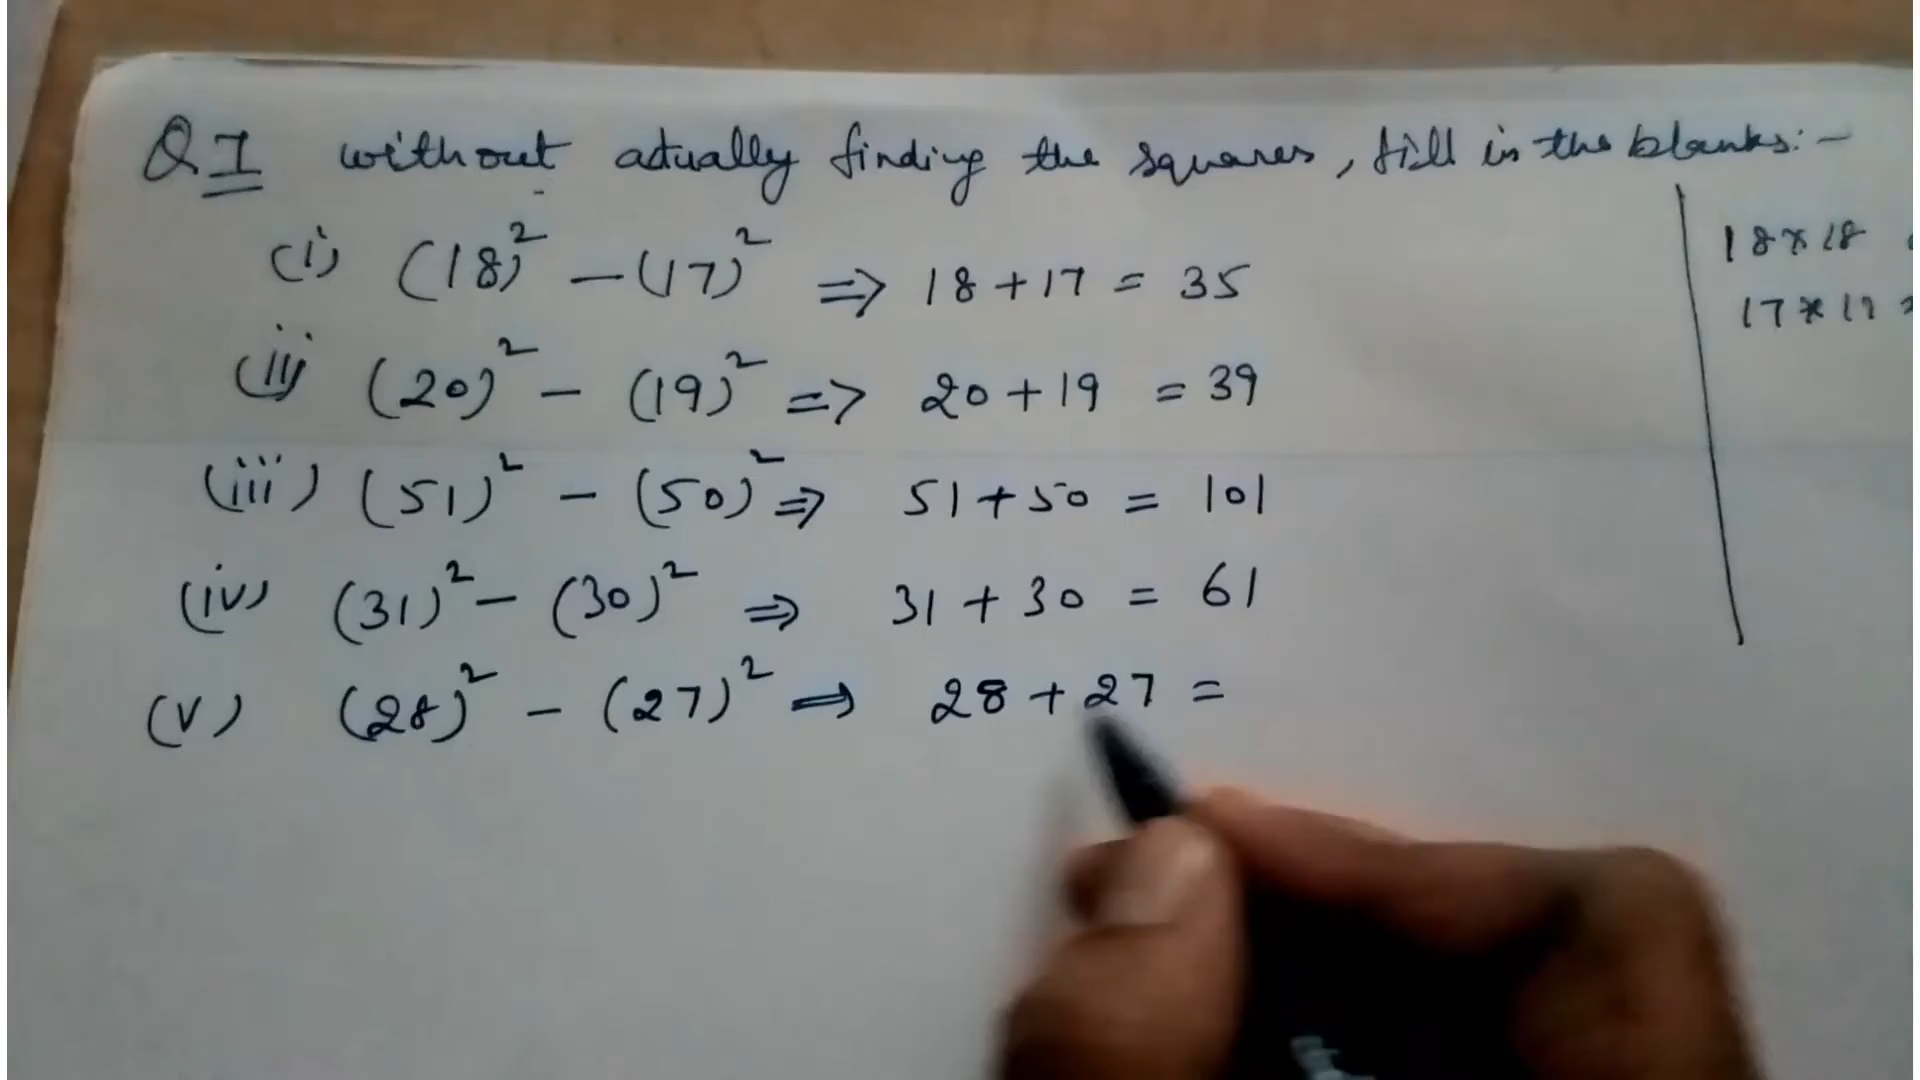 Q I without actually finding the squares, fill in the blanks:-
(i) (18)² - (17)² ⇒ 18 + 17 = 35
(ii) (20)² - (19)² => 20 + 19 = 39
(iii) (51)² - (50)² ⇒ 51 + 50 = 101
(iv) (31)² - (30)² ⇒ 31 + 30 = 61
(v) (28)² - (27)² ⇒ 28 + 27 =
18 * 18
17 * 17